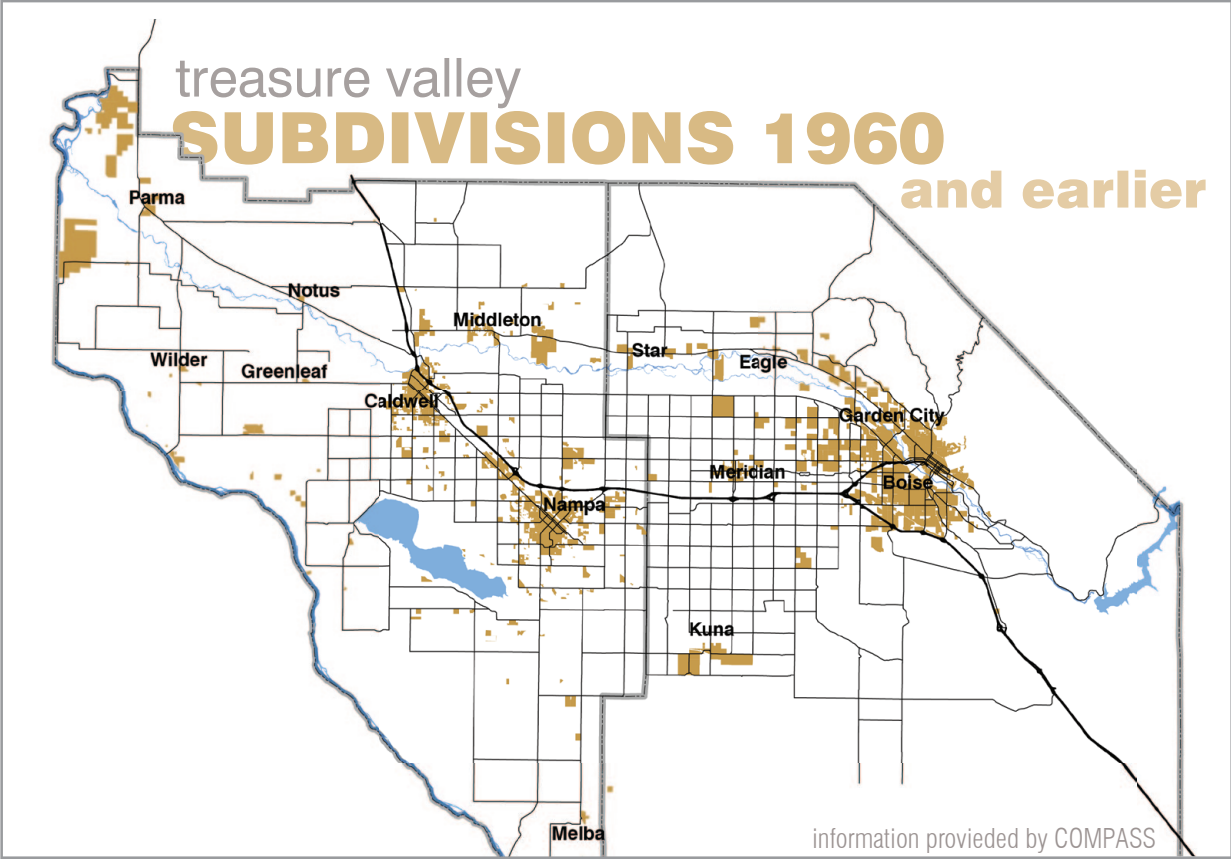 treasure valley
SUBDIVISIONS 1960
and earlier
Parma
Notus
Middleton
Star
Eagle
Wilder
Greenleaf
Caldwell
Garden City
Meridian
Boise
Nampa
Kuna
Melba
information provieded by COMPASS